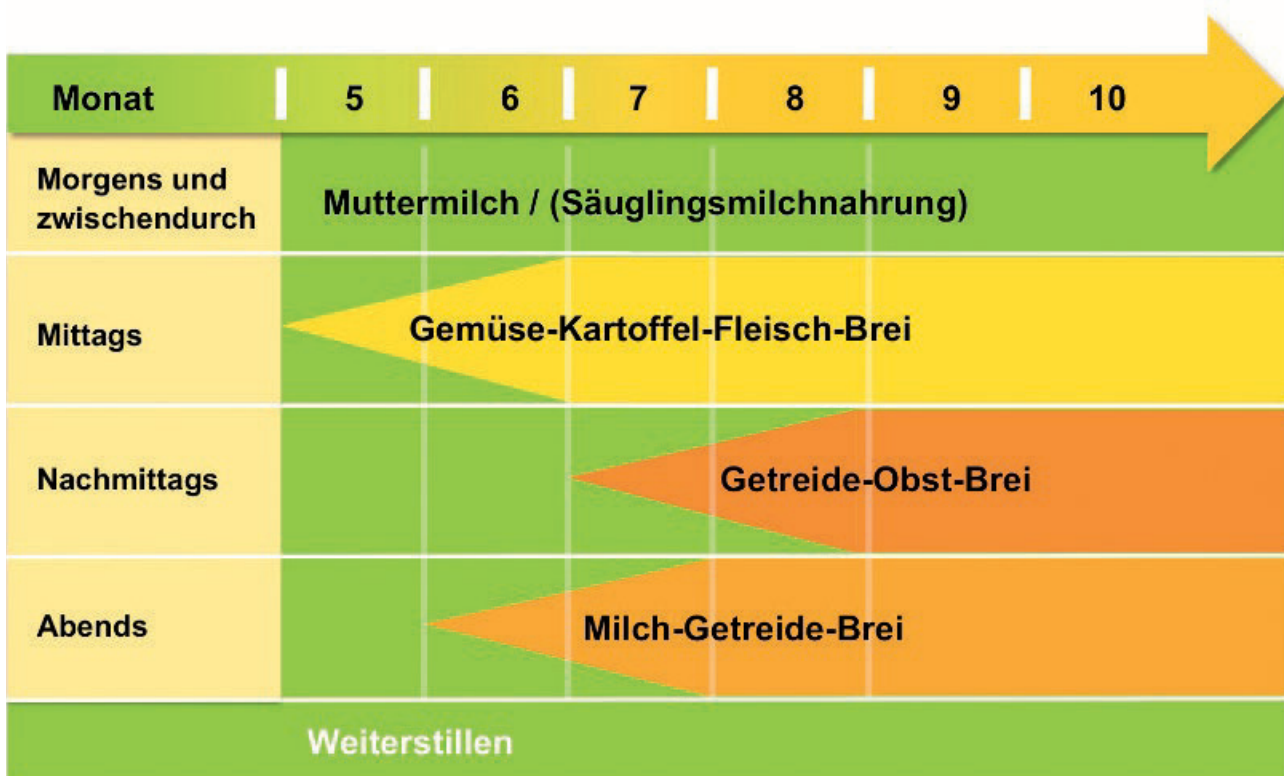 Monat 5 6 7 8 9 10
Morgens und
zwischendurch
Muttermilch / (Säuglingsmilchnahrung)
Mittags
Gemüse-Kartoffel-Fleisch-Brei
Nachmittags
Getreide-Obst-Brei
Abends
Milch-Getreide-Brei
Weiterstillen